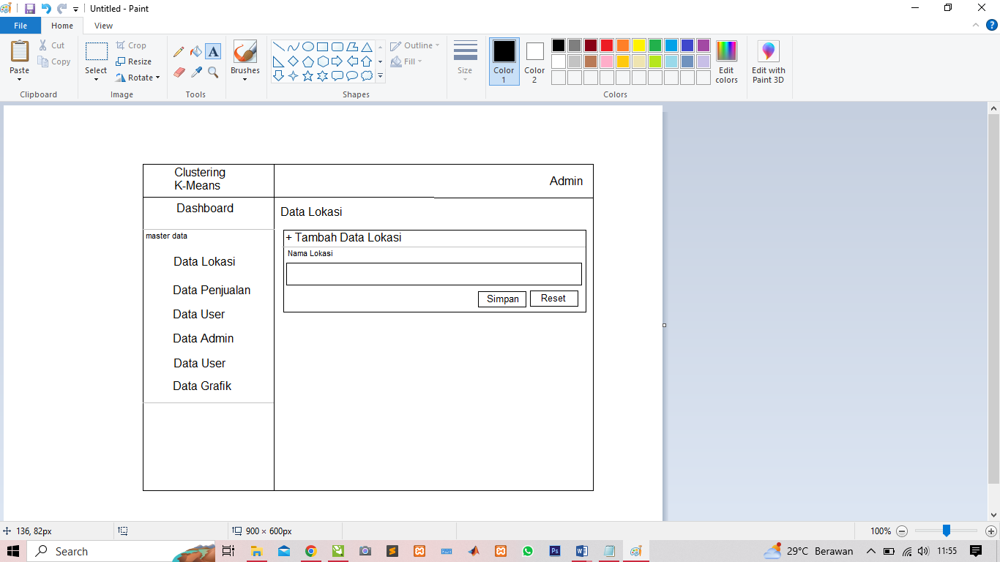 Untitled - Paint
File
Home
View
Paste
Cut
Copy
Clipboard
Select
Crop
Resize
Rotate
Image
A
Tools
Brushes
Outline
Fill
Shapes
Size
Color 1
Color 2
Edit colors
Colors
Edit with Paint 3D
Clustering
K-Means
Admin
Dashboard
master data
Data Lokasi
Data Penjualan
Data User
Data Admin
Data User
Data Grafik
Data Lokasi
+ Tambah Data Lokasi
Nama Lokasi
Simpan
Reset
136, 82px
900 × 600px
100%
Search
Ps
29°C Berawan
11:55